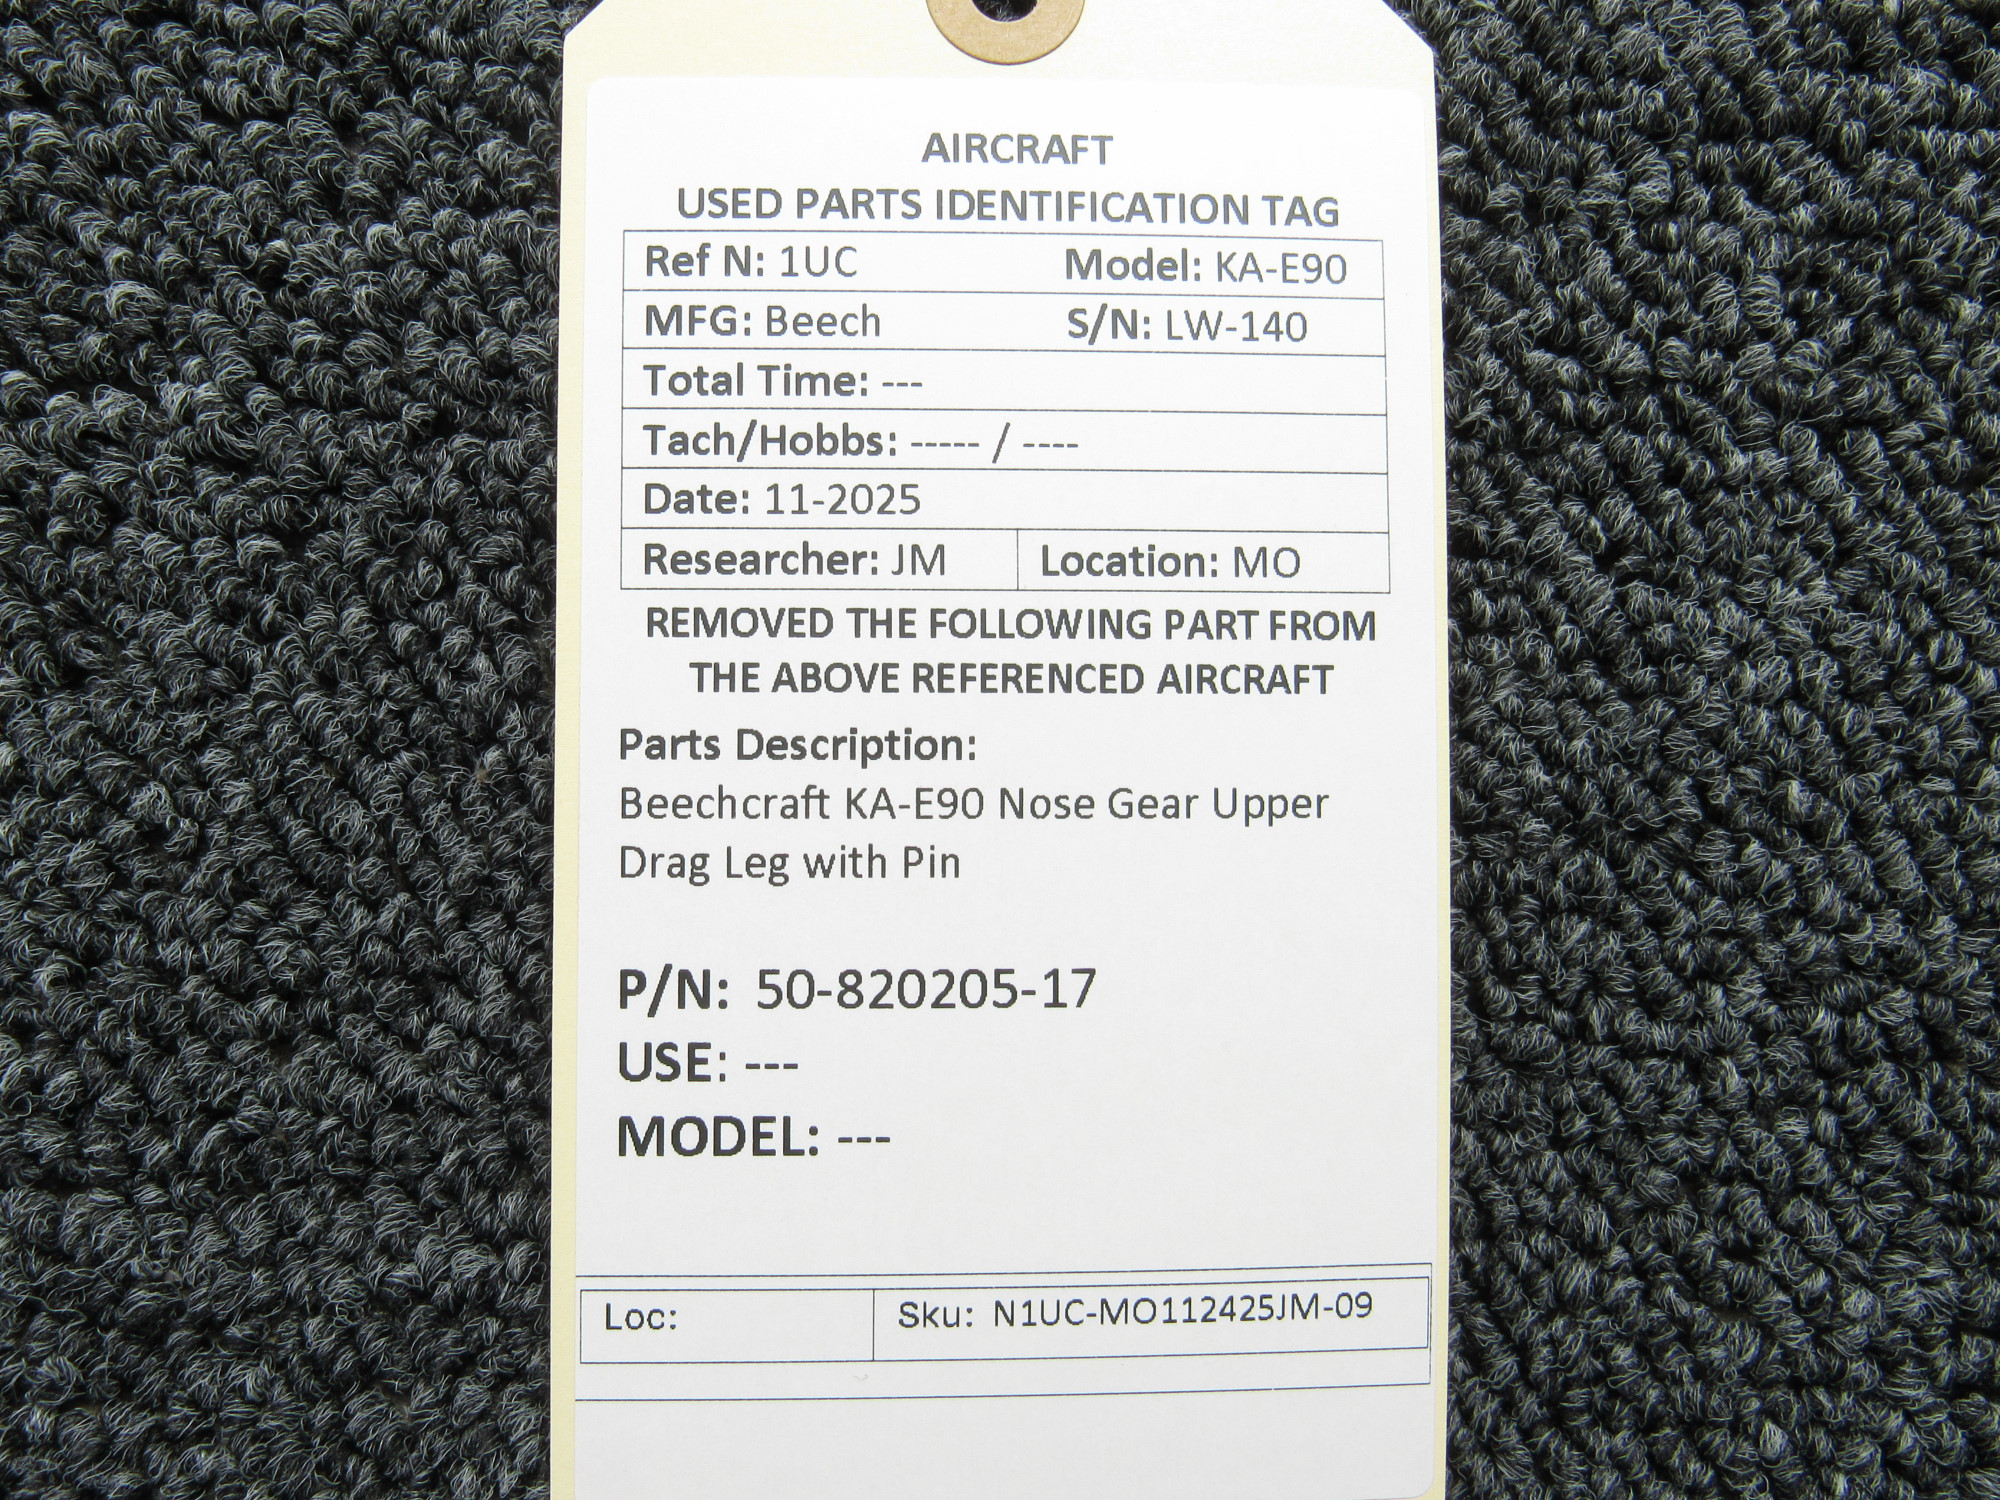 AIRCRAFT
USED PARTS IDENTIFICATION TAG
Ref N: 1UC Model: KA-E90
MFG: Beech S/N: LW-140
Total Time: ---
Tach/Hobbs: ----- / ----
Date: 11-2025
Researcher: JM Location: MO
REMOVED THE FOLLOWING PART FROM
THE ABOVE REFERENCED AIRCRAFT
Parts Description:
Beechcraft KA-E90 Nose Gear Upper
Drag Leg with Pin
P/N: 50-820205-17
USE: ---
MODEL: ---
Loc: Sku: N1UC-MO112425JM-09